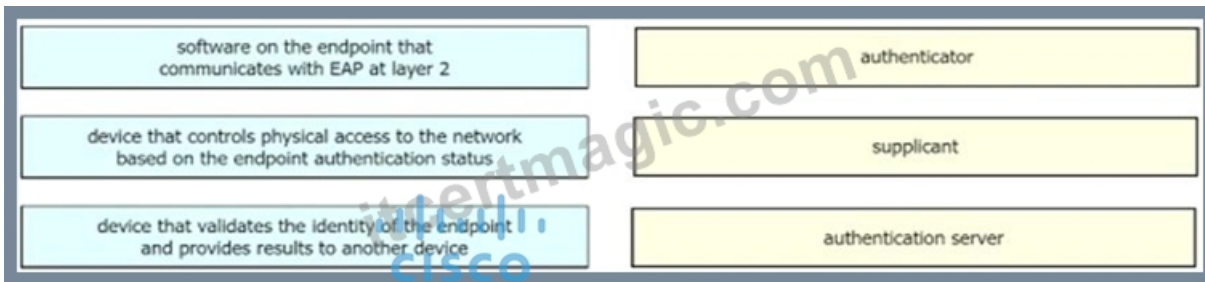 software on the endpoint that
communicates with EAP at layer 2
authenticator
device that controls physical access to the network
based on the endpoint authentication status
supplicant
device that validates the identity of the endpoint
and provides results to another device
authentication server
itcertmagic.com
CISCO